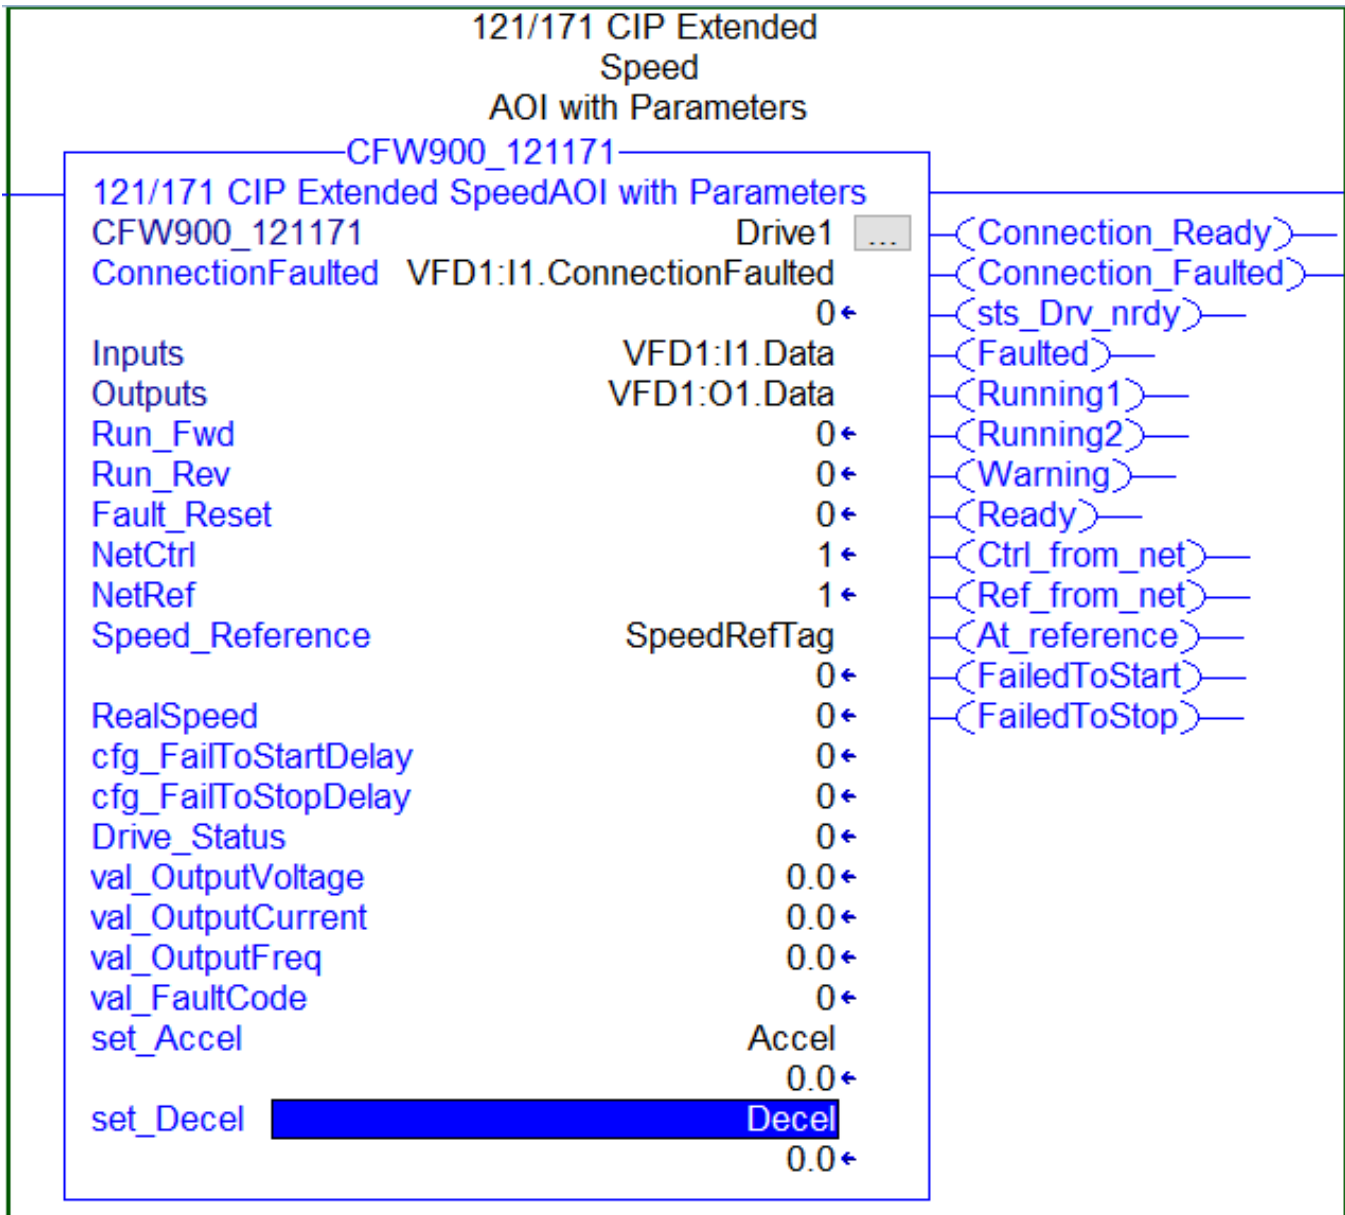 121/171 CIP Extended
Speed
AOI with Parameters
CFW900_121171
121/171 CIP Extended SpeedAOI with Parameters
CFW900_121171 Drive1 ... Connection_Ready
ConnectionFaulted VFD1:I1.ConnectionFaulted Connection_Faulted
0 sts_Drv_nrdy
Inputs VFD1:I1.Data Faulted
Outputs VFD1:O1.Data Running1
Run_Fwd 0 Running2
Run_Rev 0 Warning
Fault_Reset 0 Ready
NetCtrl 1 Ctrl_from_net
NetRef 1 Ref_from_net
Speed_Reference SpeedRefTag At_reference
0 FailedToStart
RealSpeed 0 FailedToStop
cfg_FailToStartDelay 0
cfg_FailToStopDelay 0
Drive_Status 0
val_OutputVoltage 0.0
val_OutputCurrent 0.0
val_OutputFreq 0.0
val_FaultCode 0
set_Accel Accel
0.0
set_Decel Decel
0.0